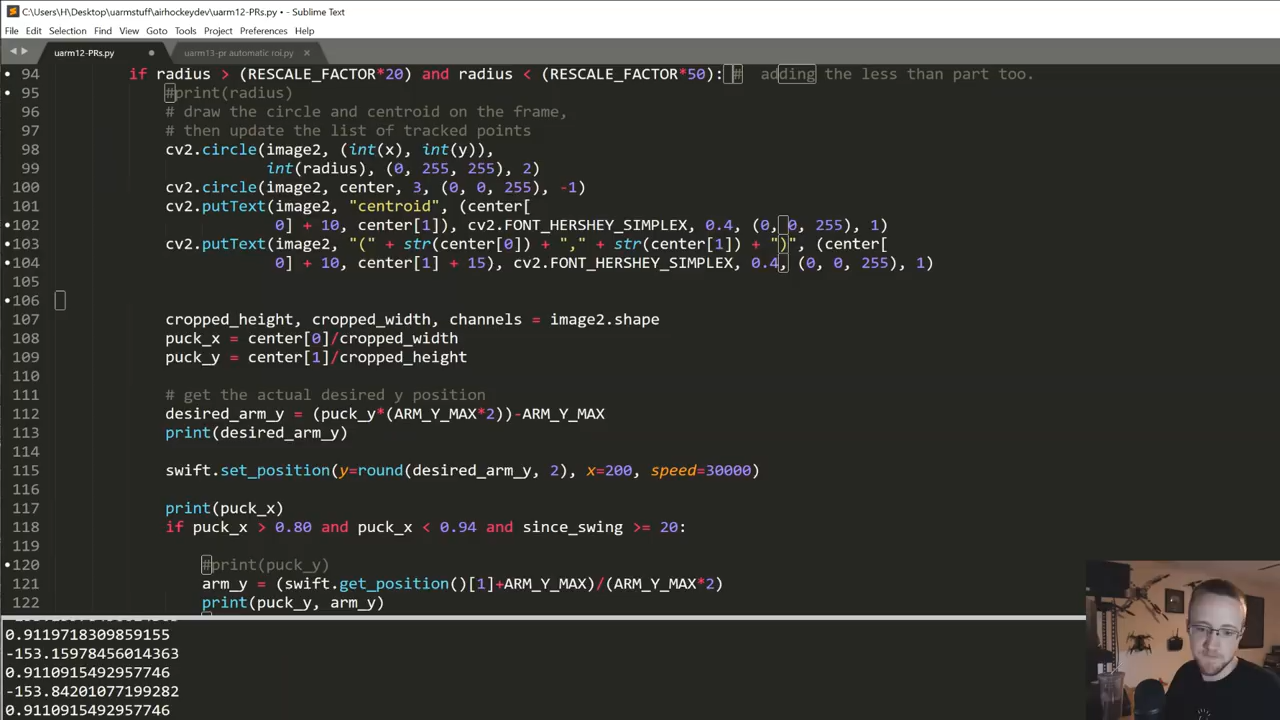 C:\Users\H\Desktop\uarmstuff\airhockeydev\uarm12-PRs.py • - Sublime Text
File Edit Selection Find View Goto Tools Project Preferences Help
uarm12-PRs.py uarm13-pr automatic roi.py ×
94 if radius > (RESCALE_FACTOR*20) and radius < (RESCALE_FACTOR*50): # adding the less than part too.
95 #print(radius)
96 # draw the circle and centroid on the frame,
97 # then update the list of tracked points
98 cv2.circle(image2, (int(x), int(y)),
99 int(radius), (0, 255, 255), 2)
100 cv2.circle(image2, center, 3, (0, 0, 255), -1)
101 cv2.putText(image2, "centroid", (center[
102 0] + 10, center[1]), cv2.FONT_HERSHEY_SIMPLEX, 0.4, (0, 0, 255), 1)
103 cv2.putText(image2, "(" + str(center[0]) + "," + str(center[1]) + ")", (center[
104 0] + 10, center[1] + 15), cv2.FONT_HERSHEY_SIMPLEX, 0.4, (0, 0, 255), 1)
105
106
107 cropped_height, cropped_width, channels = image2.shape
108 puck_x = center[0]/cropped_width
109 puck_y = center[1]/cropped_height
110
111 # get the actual desired y position
112 desired_arm_y = (puck_y*(ARM_Y_MAX*2))-ARM_Y_MAX
113 print(desired_arm_y)
114
115 swift.set_position(y=round(desired_arm_y, 2), x=200, speed=30000)
116
117 print(puck_x)
118 if puck_x > 0.80 and puck_x < 0.94 and since_swing >= 20:
119
120 #print(puck_y)
121 arm_y = (swift.get_position()[1]+ARM_Y_MAX)/(ARM_Y_MAX*2)
122 print(puck_y, arm_y)
0.9119718309859155
-153.15978456014363
0.9110915492957746
-153.84201077199282
0.9110915492957746